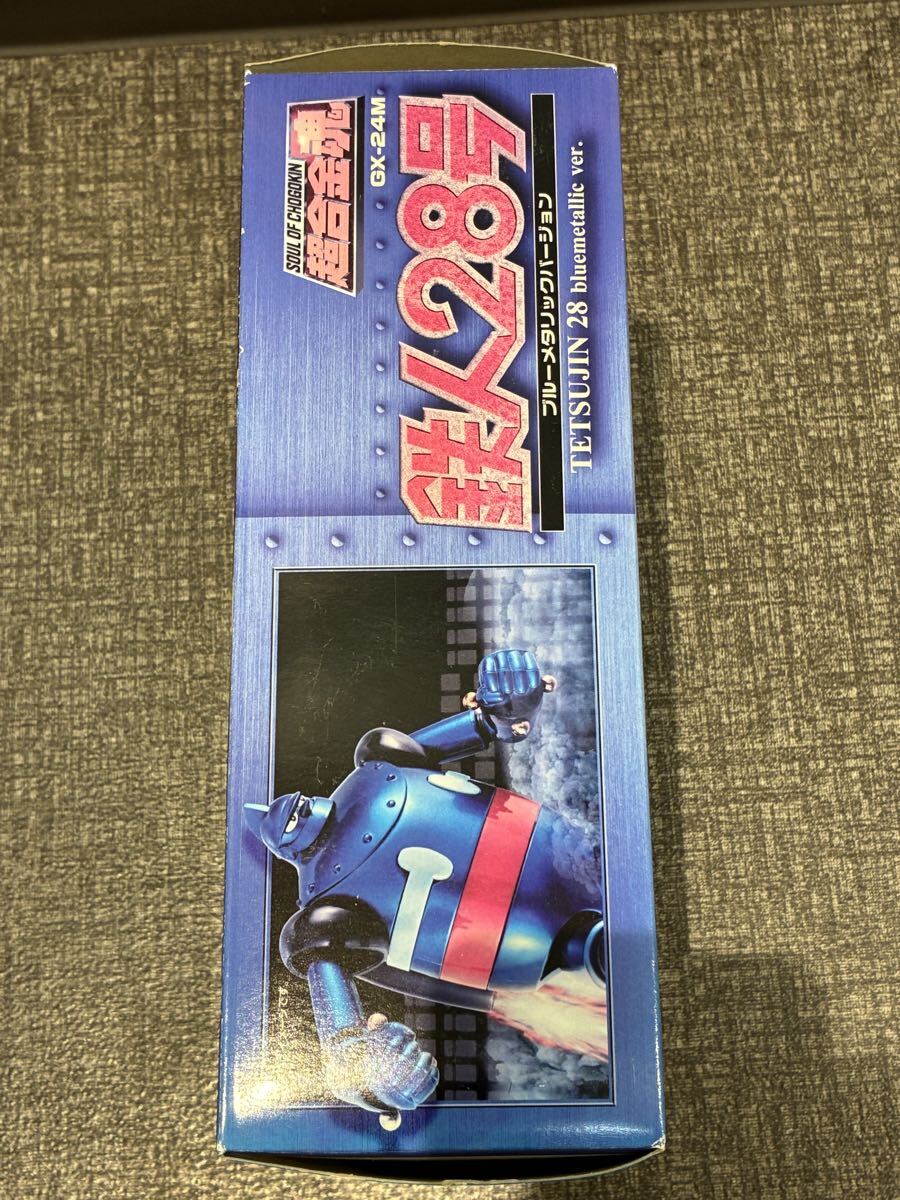 SOUL OF CHOGOKIN
超合金魂
GX-24M
鉄人28号
ブルーメタリックバージョン
TETSUJIN 28 bluemetallic ver.